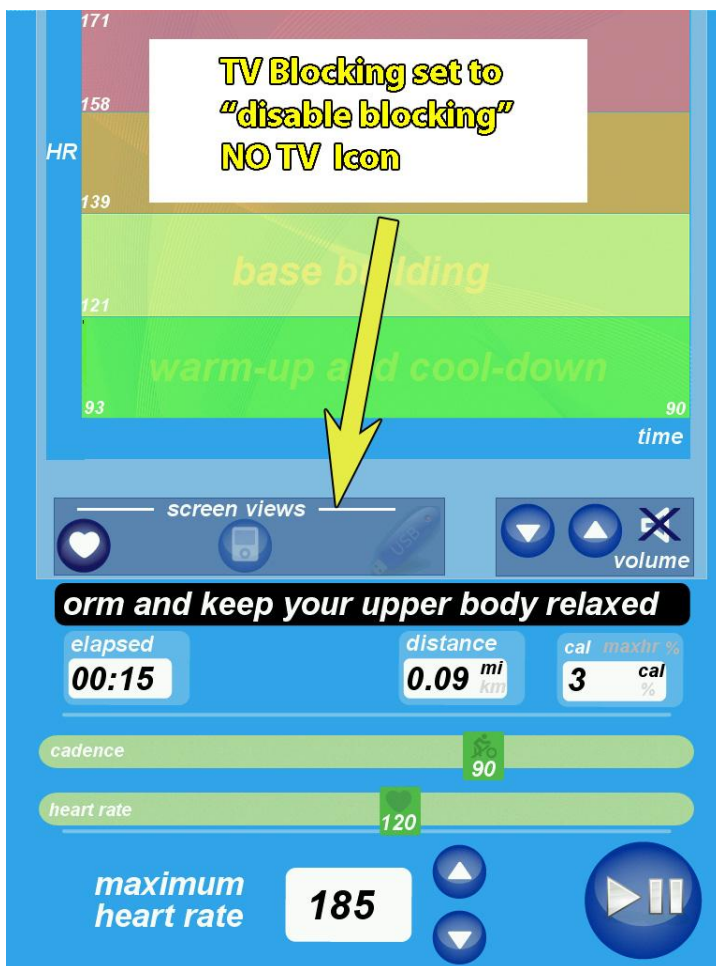 171
TV Blocking set to
“disable blocking”
NO TV Icon
158
HR
139
base building
121
warm-up and cool-down
93
90
time
screen views
USB
volume
orm and keep your upper body relaxed
elapsed
distance
cal maxhr %
00:15
0.09 mi
km
3 cal
%
cadence
90
heart rate
120
maximum
heart rate
185